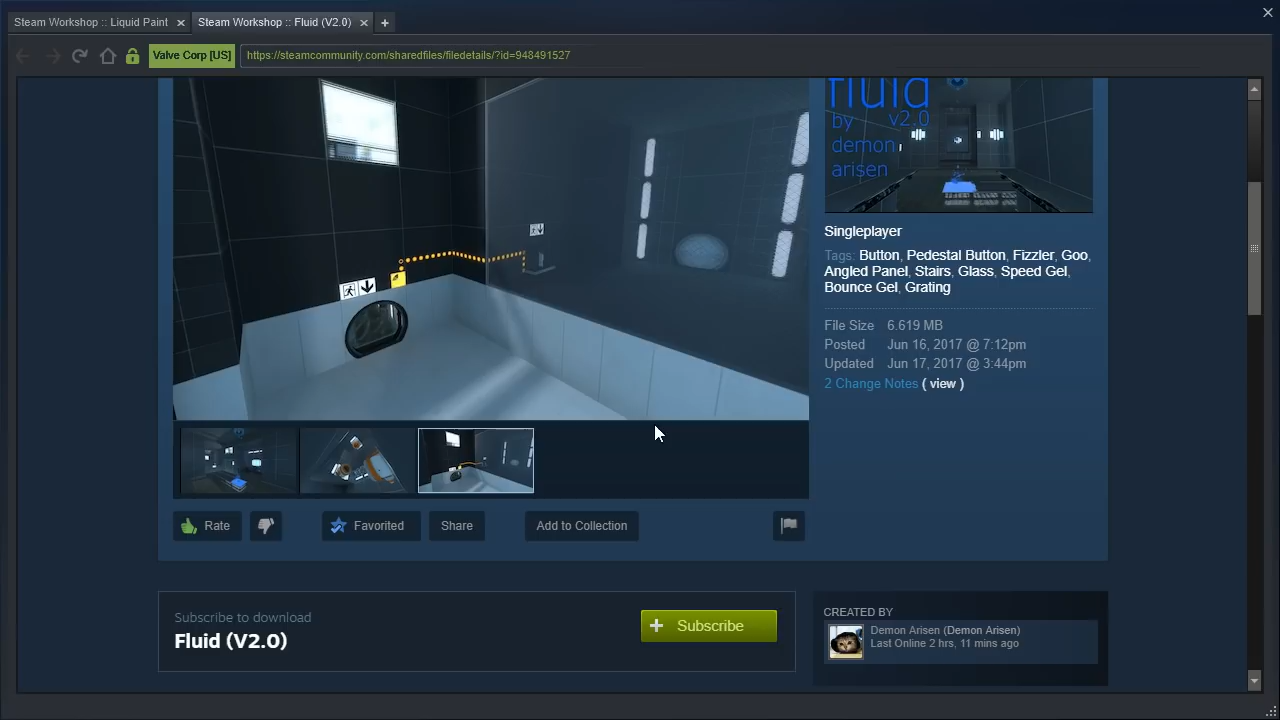 Steam Workshop :: Liquid Paint
Steam Workshop :: Fluid (V2.0)
Valve Corp [US]
https://steamcommunity.com/sharedfiles/filedetails/?id=948491527
fluid
by v2.0
demon
arisen
Singleplayer
Tags: Button, Pedestal Button, Fizzler, Goo,
Angled Panel, Stairs, Glass, Speed Gel,
Bounce Gel, Grating
File Size 6.619 MB
Posted Jun 16, 2017 @ 7:12pm
Updated Jun 17, 2017 @ 3:44pm
2 Change Notes ( view )
Rate
Favorited
Share
Add to Collection
Subscribe to download
Fluid (V2.0)
+ Subscribe
CREATED BY
Demon Arisen (Demon Arisen)
Last Online 2 hrs, 11 mins ago